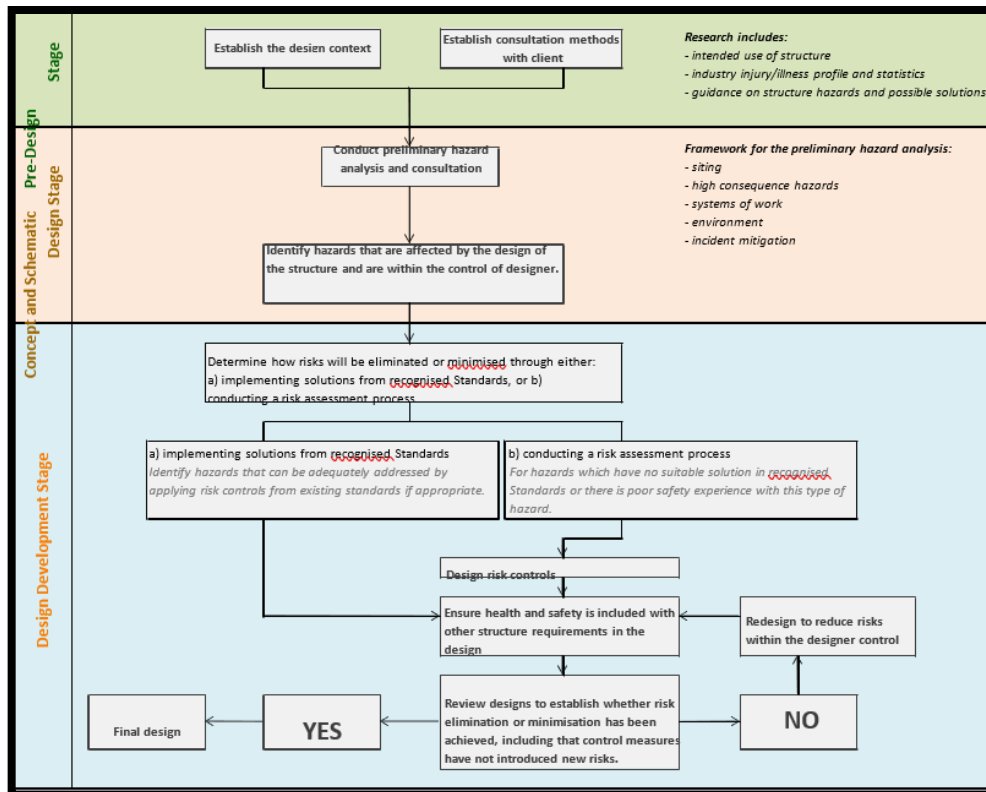 Establish the design context
Establish consultation methods
with client
Research includes:
- intended use of structure
- industry injury/illness profile and statistics
- guidance on structure hazards and possible solutions
Pre-Design
Stage
Conduct preliminary hazard
analysis and consultation
Framework for the preliminary hazard analysis:
- siting
- high consequence hazards
- systems of work
- environment
- incident mitigation
Identify hazards that are affected by the design of
the structure and are within the control of designer.
Concept and Schematic
Design Stage
Determine how risks will be eliminated or minimised through either:
a) implementing solutions from recognised Standards, or b)
conducting a risk assessment process
a) implementing solutions from recognised Standards
Identify hazards that can be adequately addressed by
applying risk controls from existing standards if appropriate.
b) conducting a risk assessment process
For hazards which have no suitable solution in recognised
Standards or there is poor safety experience with this type of
hazard.
Design Development Stage
Design risk controls
Ensure health and safety is included with
other structure requirements in the
design
Redesign to reduce risks
within the designer control
Review designs to establish whether risk
elimination or minimisation has been
achieved, including that control measures
have not introduced new risks.
NO
YES
Final design